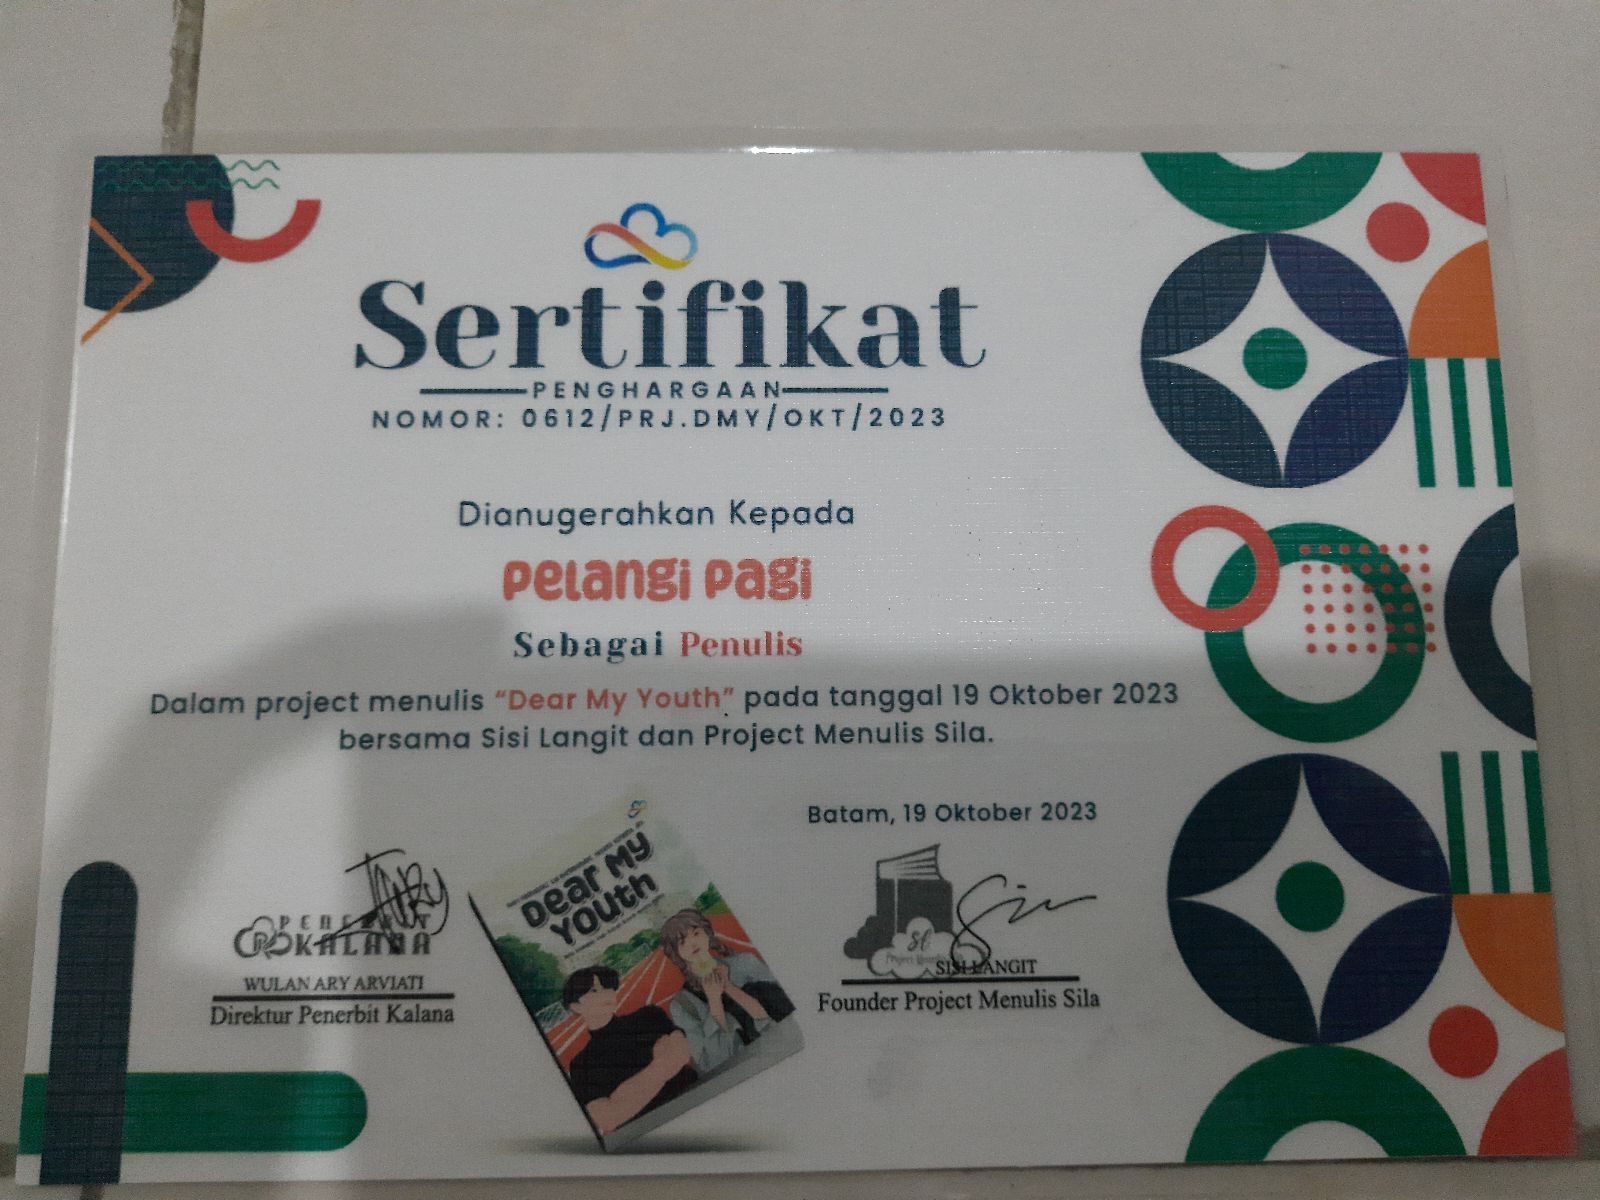 Sertifikat
PENGHARGAAN
NOMOR: 0612/PRJ.DMY/OKT/2023
Dianugerahkan Kepada
pelangi pagi
Sebagai Penulis
Dalam project menulis “Dear My Youth” pada tanggal 19 Oktober 2023
bersama Sisi Langit dan Project Menulis Sila.
Batam, 19 Oktober 2023
Dear My
Youth
KALANA
WULAN ARY ARVIATI
Direktur Penerbit Kalana
SISI LANGIT
Founder Project Menulis Sila